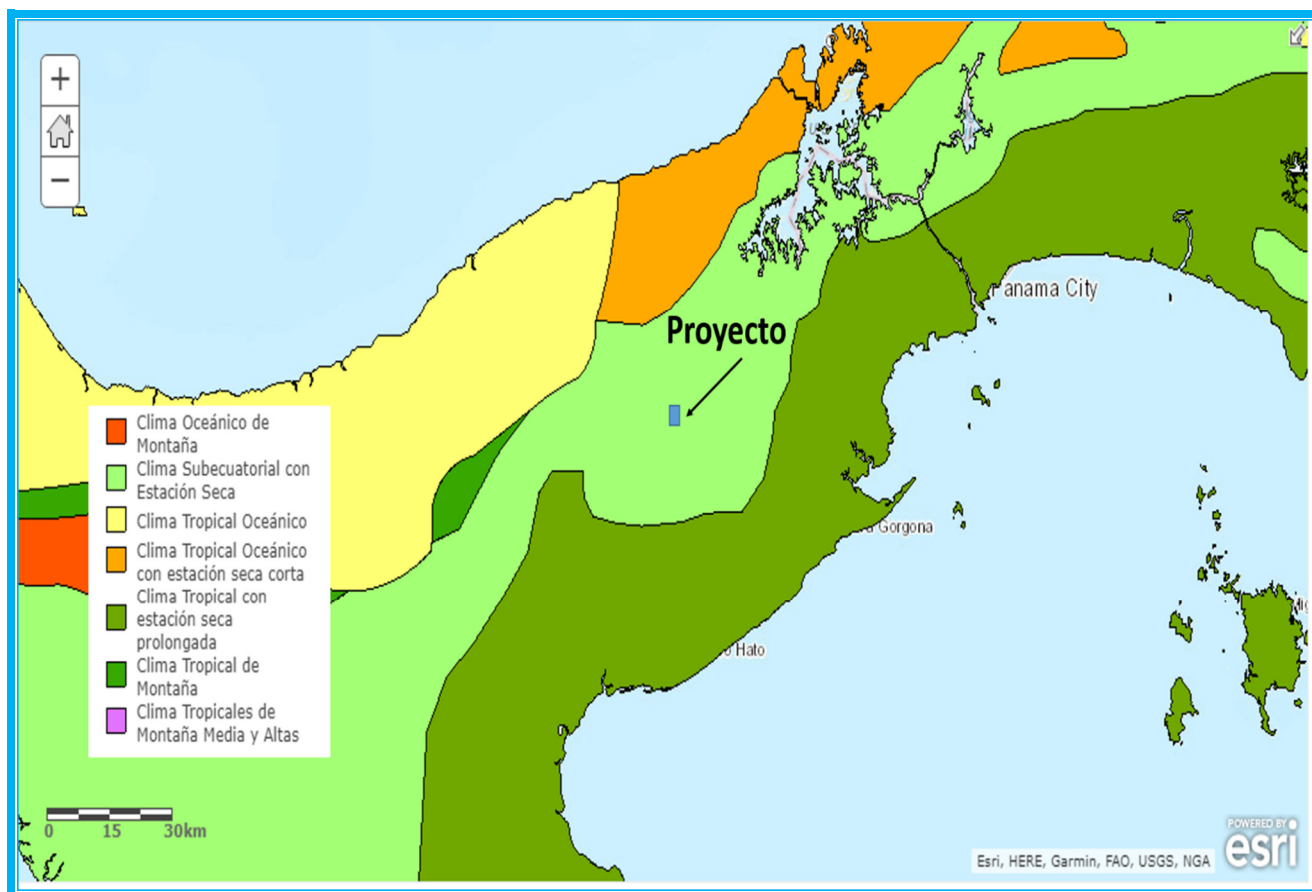 +
−
Panama City
Proyecto
Clima Oceánico de
Montaña
Clima Subecuatorial con
Estación Seca
Clima Tropical Oceánico
Clima Tropical Oceánico
con estación seca corta
Clima Tropical con
estación seca
prolongada
Clima Tropical de
Montaña
Clima Tropicales de
Montaña Media y Altas
Gorgona
Hato
0 15 30km
Esri, HERE, Garmin, FAO, USGS, NGA
POWERED BY
esri